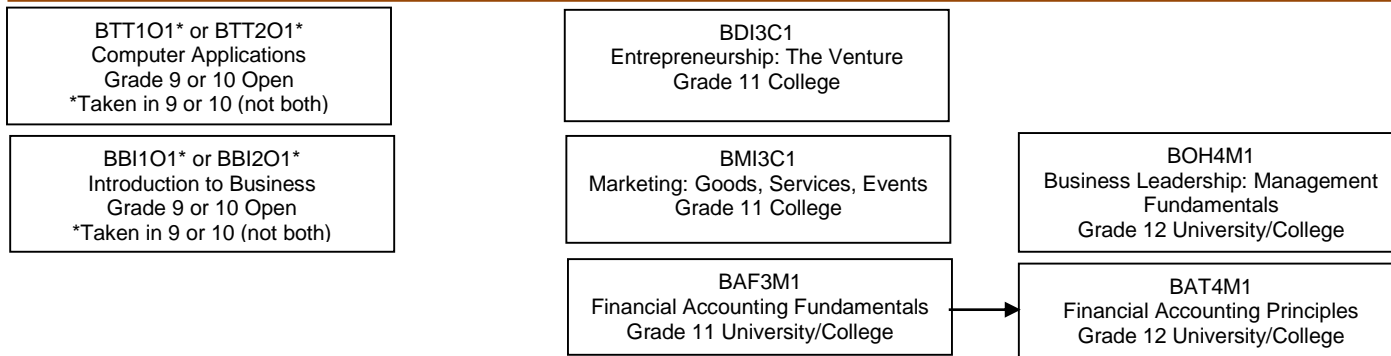 BTT1O1* or BTT2O1*
Computer Applications
Grade 9 or 10 Open
*Taken in 9 or 10 (not both)
BBI1O1* or BBI2O1*
Introduction to Business
Grade 9 or 10 Open
*Taken in 9 or 10 (not both)
BDI3C1
Entrepreneurship: The Venture
Grade 11 College
BMI3C1
Marketing: Goods, Services, Events
Grade 11 College
BAF3M1
Financial Accounting Fundamentals
Grade 11 University/College
BOH4M1
Business Leadership: Management
Fundamentals
Grade 12 University/College
BAT4M1
Financial Accounting Principles
Grade 12 University/College